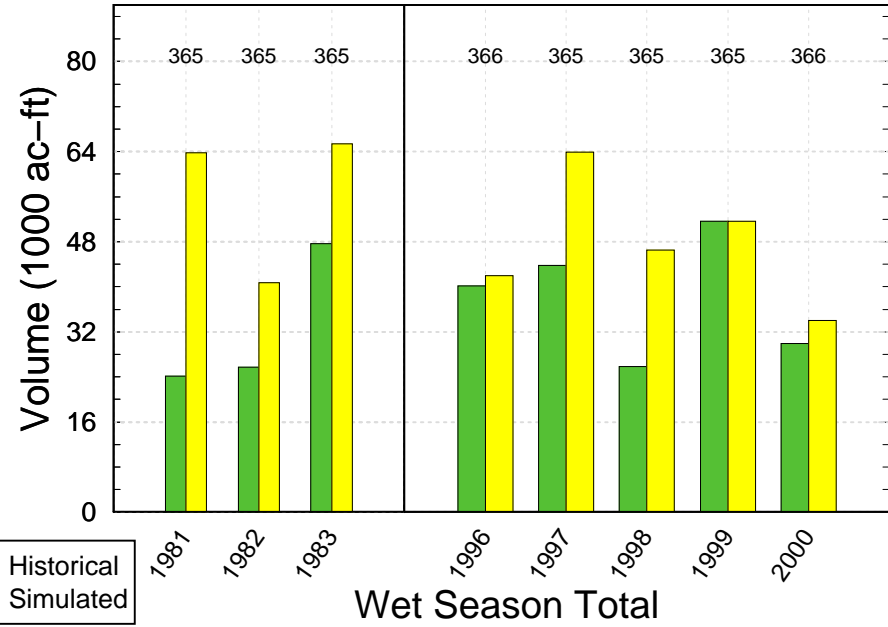 365 365 365 366 365 365 365 366
80
64
48
32
16
0
Volume (1000 ac−ft)
1981 1982 1983 1996 1997 1998 1999 2000
Wet Season Total
Historical
Simulated